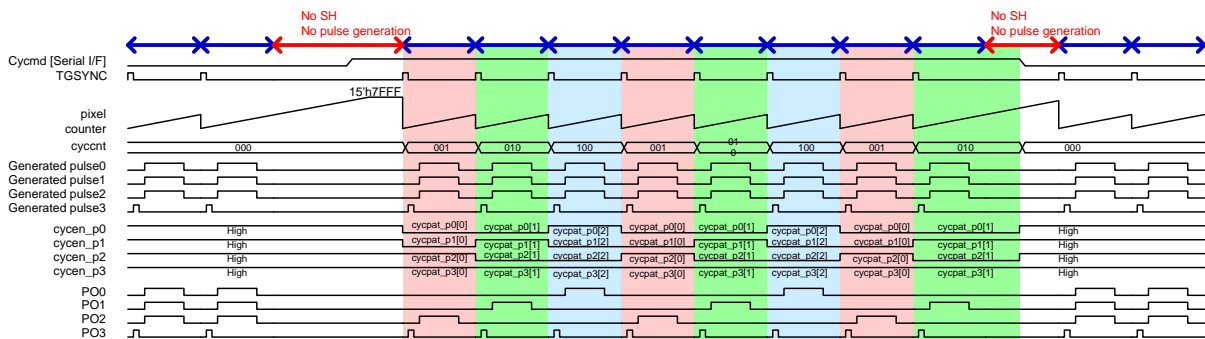 No SH
No pulse generation
No SH
No pulse generation
Cycmd [Serial I/F]
TGSYNC
15'h7FFF
pixel
counter
cyccnt 000 001 010 100 001 010 100 001 010 000
Generated pulse0
Generated pulse1
Generated pulse2
Generated pulse3
cycen_p0 High cycpat_p0[0] cycpat_p0[1] cycpat_p0[2] cycpat_p0[0] cycpat_p0[1] cycpat_p0[2] cycpat_p0[0] cycpat_p0[1] High
cycen_p1 High cycpat_p1[0] cycpat_p1[1] cycpat_p1[2] cycpat_p1[0] cycpat_p1[1] cycpat_p1[2] cycpat_p1[0] cycpat_p1[1] High
cycen_p2 High cycpat_p2[0] cycpat_p2[1] cycpat_p2[2] cycpat_p2[0] cycpat_p2[1] cycpat_p2[2] cycpat_p2[0] cycpat_p2[1] High
cycen_p3 High cycpat_p3[0] cycpat_p3[1] cycpat_p3[2] cycpat_p3[0] cycpat_p3[1] cycpat_p3[2] cycpat_p3[0] cycpat_p3[1] High
PO0
PO1
PO2
PO3